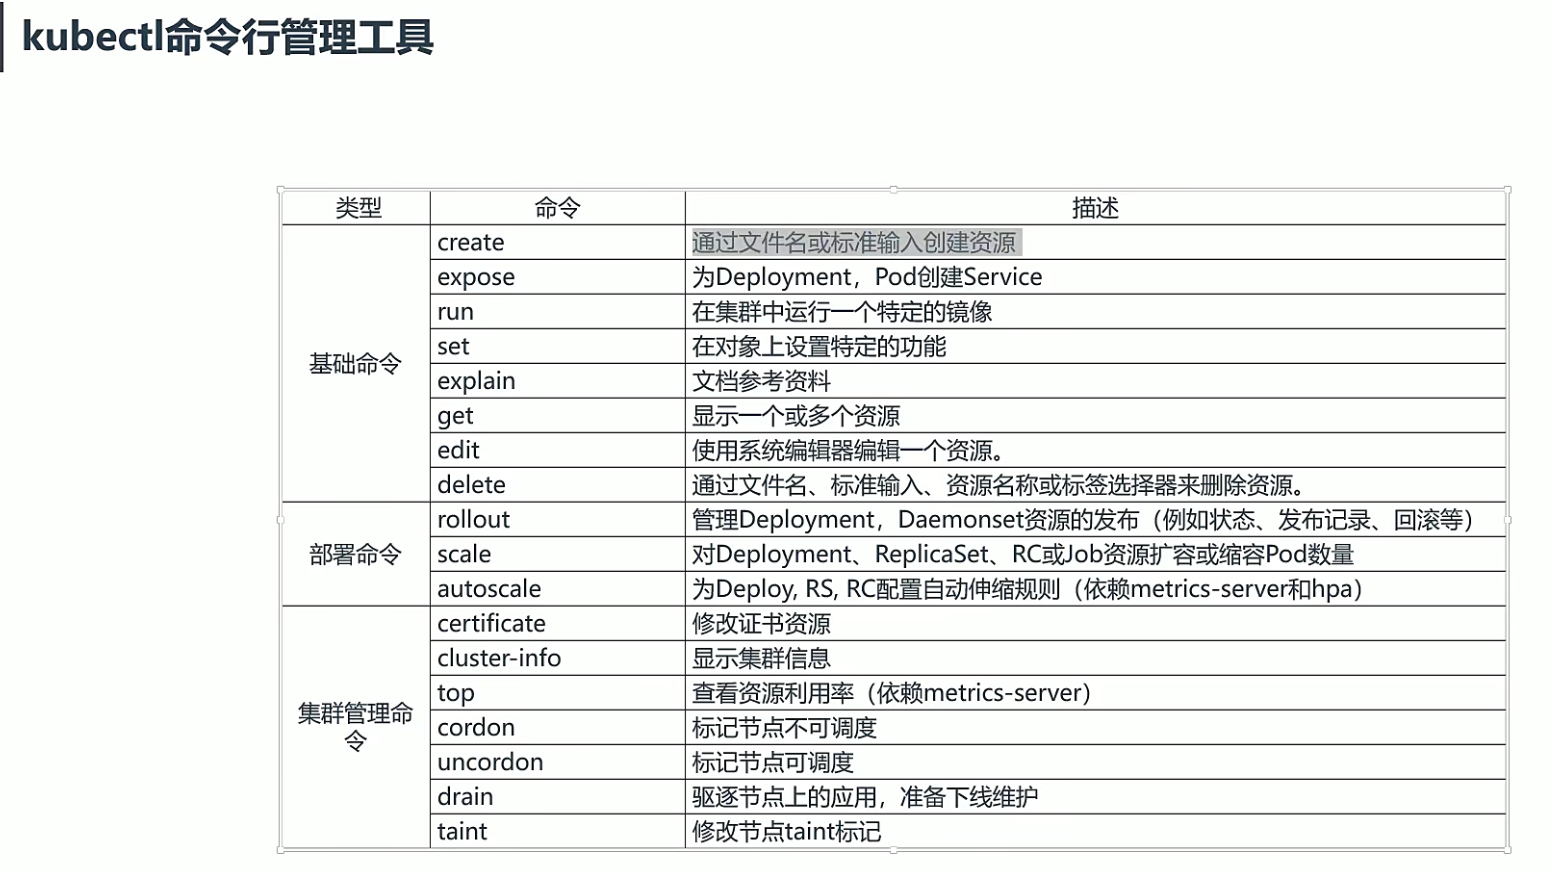 kubectl命令行管理工具
类型 命令 描述
基础命令
create 通过文件名或标准输入创建资源
expose 为Deployment，Pod创建Service
run 在集群中运行一个特定的镜像
set 在对象上设置特定的功能
explain 文档参考资料
get 显示一个或多个资源
edit 使用系统编辑器编辑一个资源。
delete 通过文件名、标准输入、资源名称或标签选择器来删除资源。
部署命令
rollout 管理Deployment，Daemonset资源的发布（例如状态、发布记录、回滚等）
scale 对Deployment、ReplicaSet、RC或Job资源扩容或缩容Pod数量
autoscale 为Deploy, RS, RC配置自动伸缩规则（依赖metrics-server和hpa）
集群管理命
令
certificate 修改证书资源
cluster-info 显示集群信息
top 查看资源利用率（依赖metrics-server）
cordon 标记节点不可调度
uncordon 标记节点可调度
drain 驱逐节点上的应用，准备下线维护
taint 修改节点taint标记